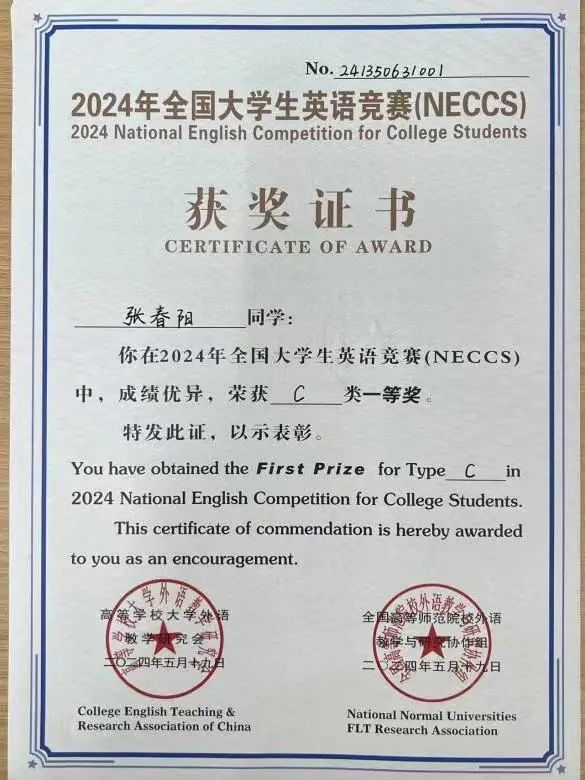 No. 241350631001
2024年全国大学生英语竞赛(NECCS)
2024 National English Competition for College Students
获奖证书
CERTIFICATE OF AWARD
张春阳 同学:
你在2024年全国大学生英语竞赛(NECCS)
中，成绩优异，荣获 C 类一等奖。
特发此证，以示表彰。
You have obtained the First Prize for Type C in
2024 National English Competition for College Students.
This certificate of commendation is hereby awarded
to you as an encouragement.
高等学校大学外语
教学研究会
二〇二四年五月十九日
College English Teaching &
Research Association of China
全国高等师范院校外语
教学与研究协作组
二〇二四年五月十九日
National Normal Universities
FLT Research Association